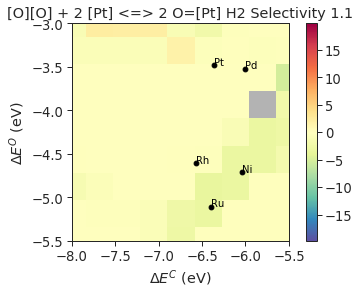 [O][O] + 2 [Pt] <=> 2 O=[Pt] H2 Selectivity 1.1
−3.0
−3.5
−4.0
−4.5
−5.0
−5.5
ΔE^O (eV)
Pt
Pd
Rh
Ni
Ru
−8.0 −7.5 −7.0 −6.5 −6.0 −5.5
ΔE^C (eV)
15
10
5
0
−5
−10
−15